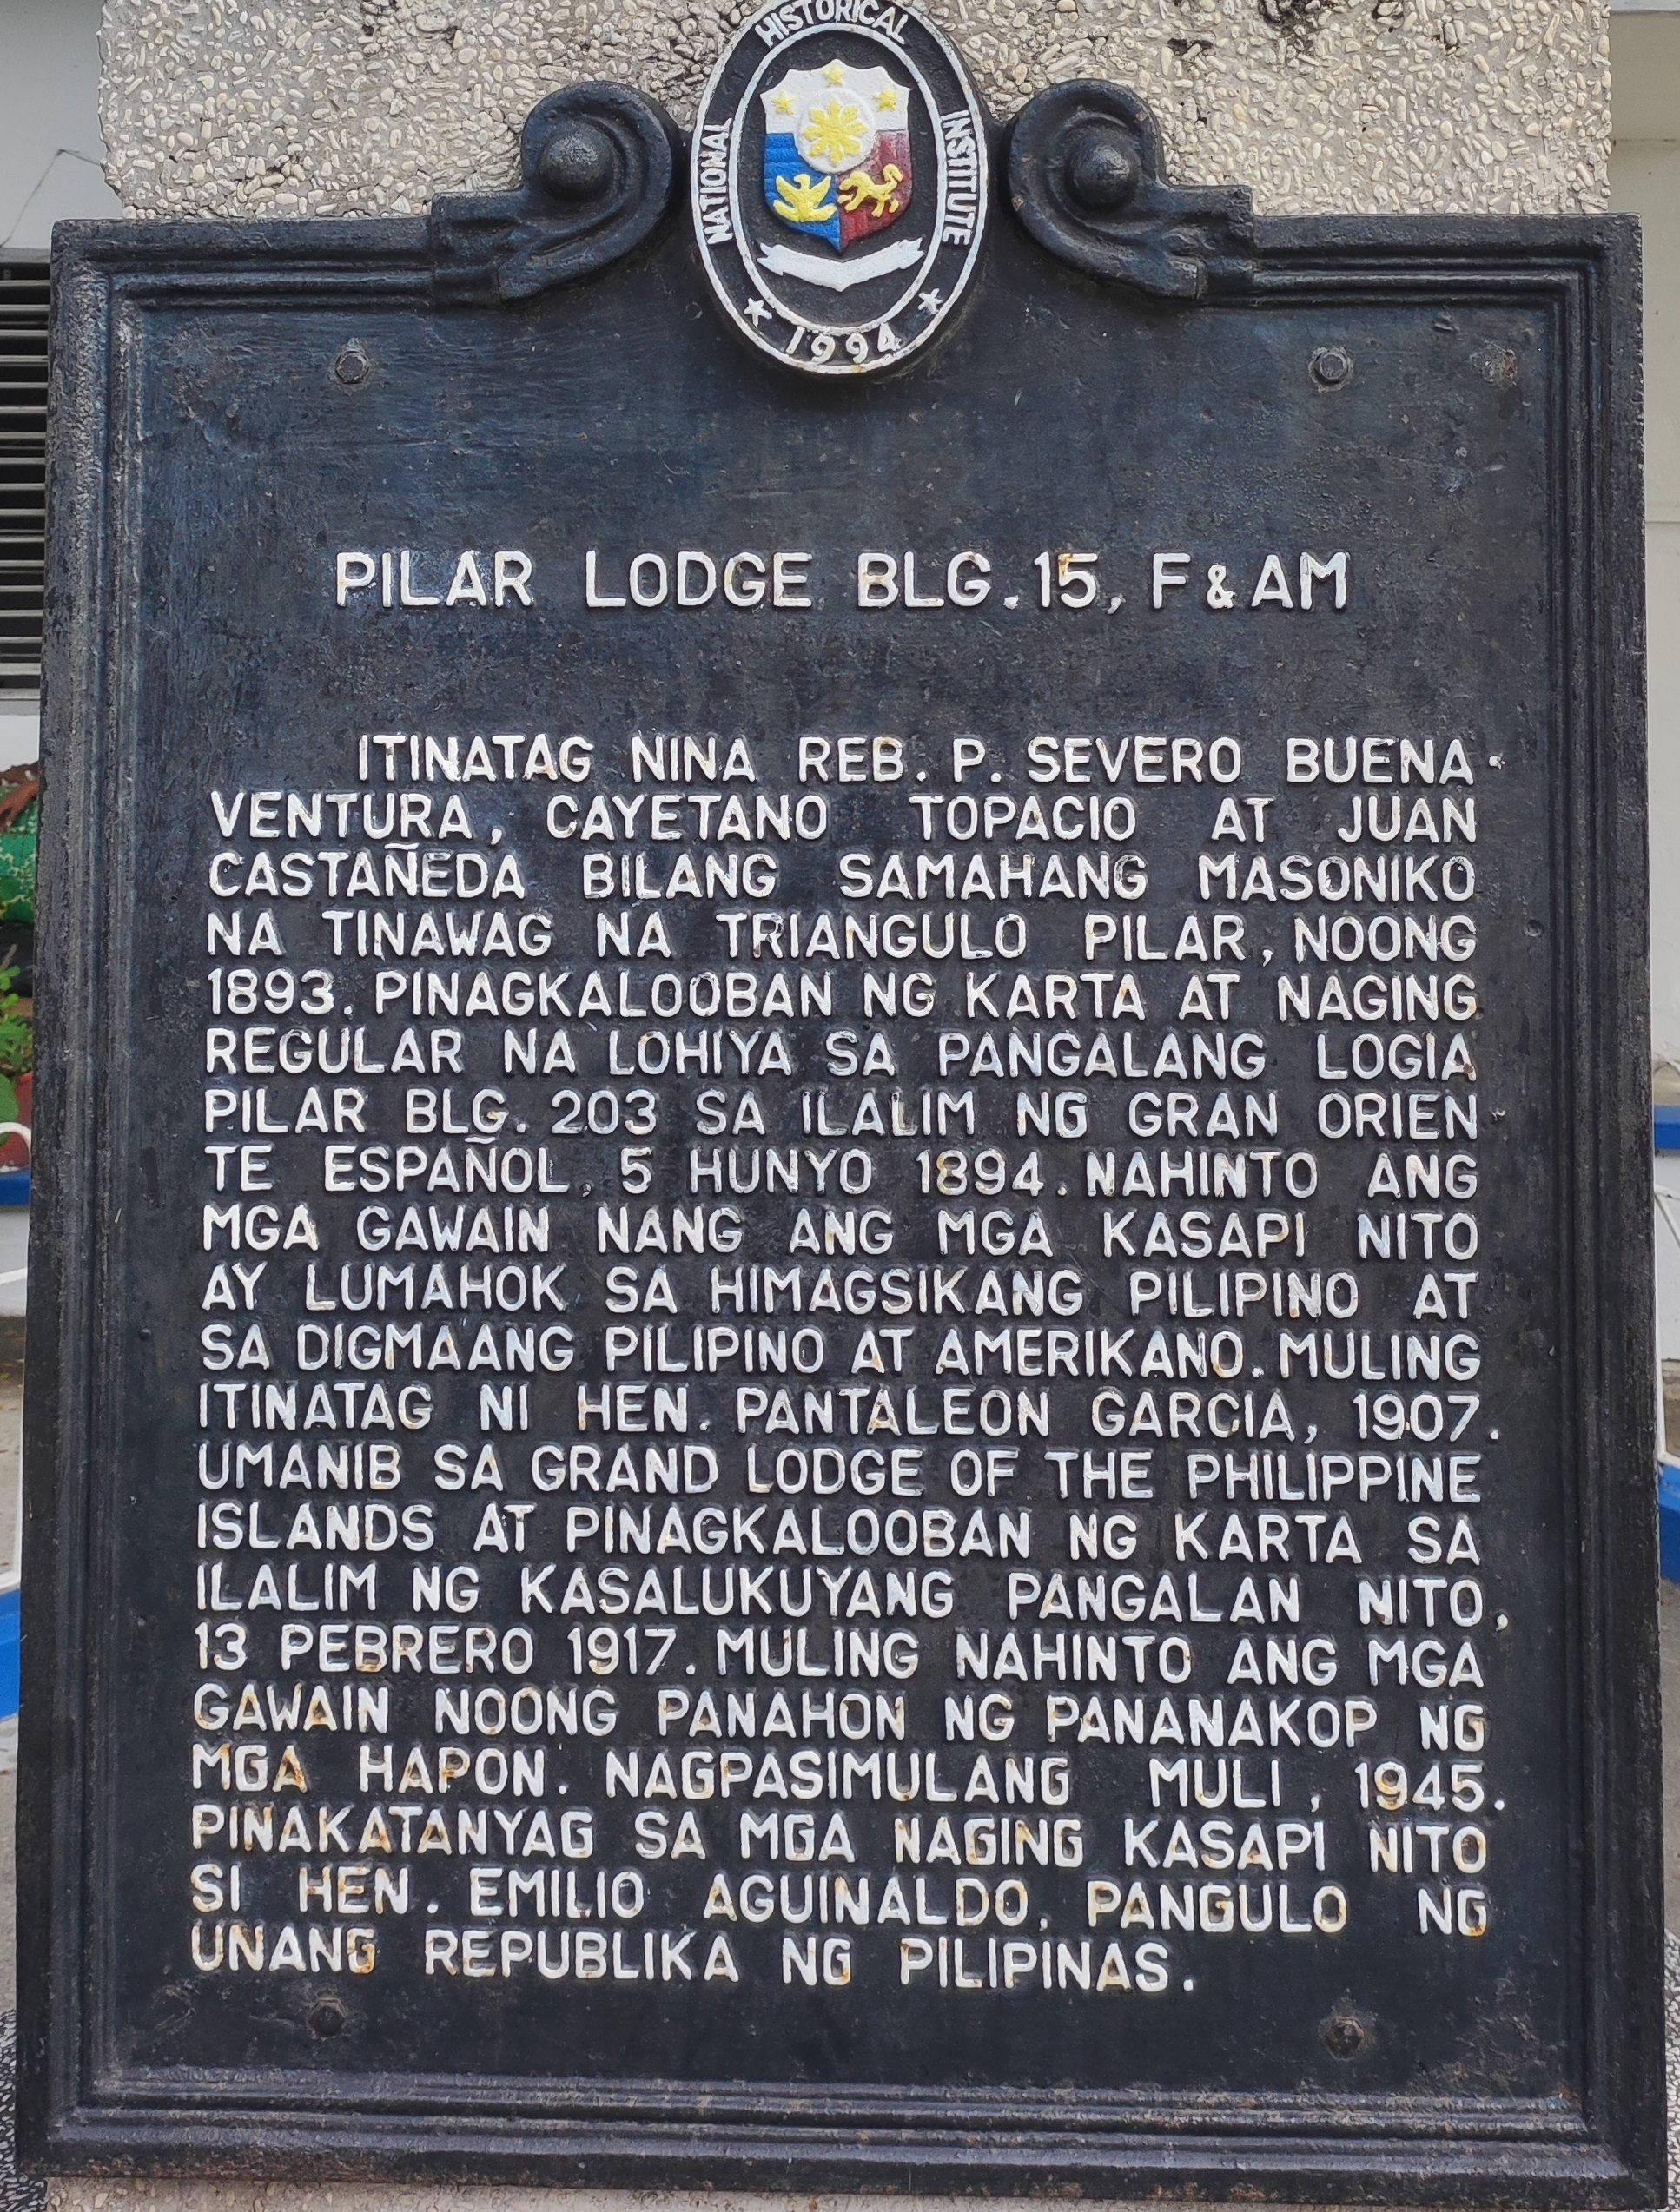 NATIONAL HISTORICAL INSTITUTE
1994
PILAR LODGE BLG. 15, F & AM
ITINATAG NINA REB. P. SEVERO BUENA-
VENTURA, CAYETANO TOPACIO AT JUAN
CASTAÑEDA BILANG SAMAHANG MASONIKO
NA TINAWAG NA TRIANGULO PILAR, NOONG
1893. PINAGKALOOBAN NG KARTA AT NAGING
REGULAR NA LOHIYA SA PANGALANG LOGIA
PILAR BLG. 203 SA ILALIM NG GRAN ORIEN-
TE ESPAÑOL, 5 HUNYO 1894. NAHINTO ANG
MGA GAWAIN NANG ANG MGA KASAPI NITO
AY LUMAHOK SA HIMAGSIKANG PILIPINO AT
SA DIGMAANG PILIPINO AT AMERIKANO. MULING
ITINATAG NI HEN. PANTALEON GARCIA, 1907.
UMANIB SA GRAND LODGE OF THE PHILIPPINE
ISLANDS AT PINAGKALOOBAN NG KARTA SA
ILALIM NG KASALUKUYANG PANGALAN NITO,
13 PEBRERO 1917. MULING NAHINTO ANG MGA
GAWAIN NOONG PANAHON NG PANANAKOP NG
MGA HAPON. NAGPASIMULANG MULI, 1945.
PINAKATANYAG SA MGA NAGING KASAPI NITO
SI HEN. EMILIO AGUINALDO, PANGULO NG
UNANG REPUBLIKA NG PILIPINAS.